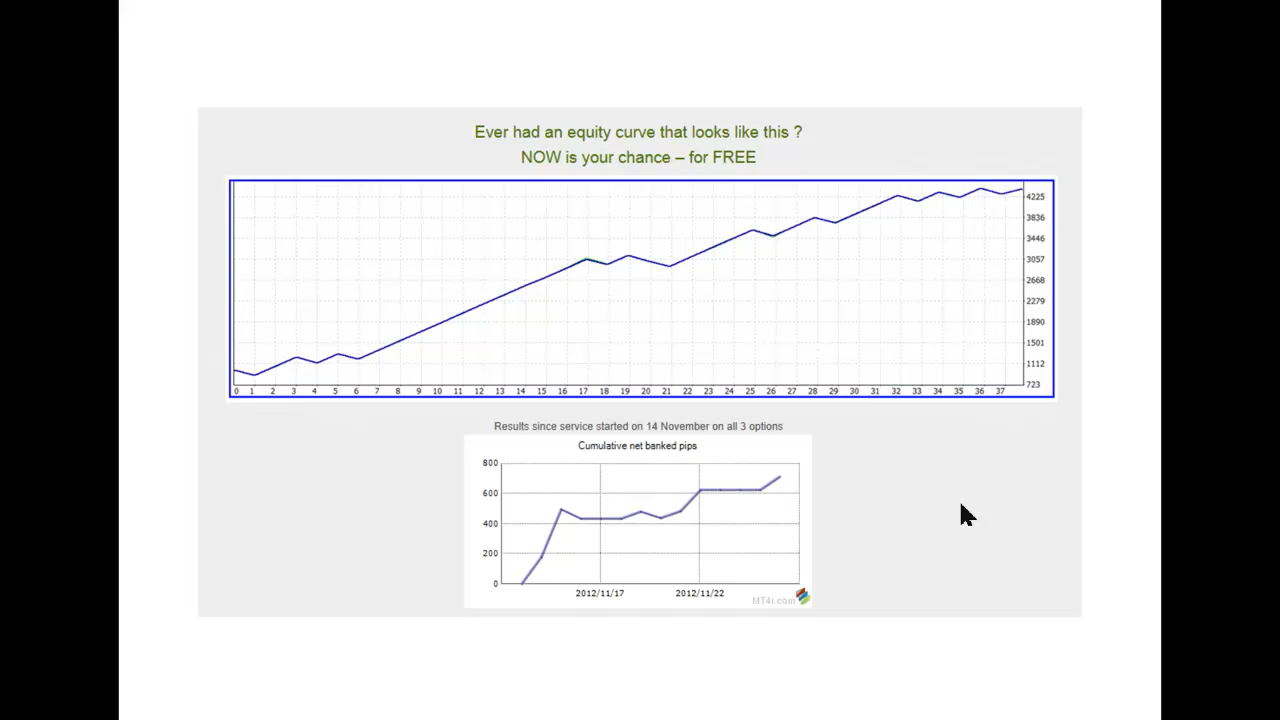 Ever had an equity curve that looks like this ?
NOW is your chance – for FREE
4225
3836
3446
3057
2668
2279
1890
1501
1112
723
0 1 2 3 4 5 6 7 8 9 10 11 12 13 14 15 16 17 18 19 20 21 22 23 24 25 26 27 28 29 30 31 32 33 34 35 36 37
Results since service started on 14 November on all 3 options
Cumulative net banked pips
800
600
400
200
0
2012/11/17 2012/11/22
MT4i.com